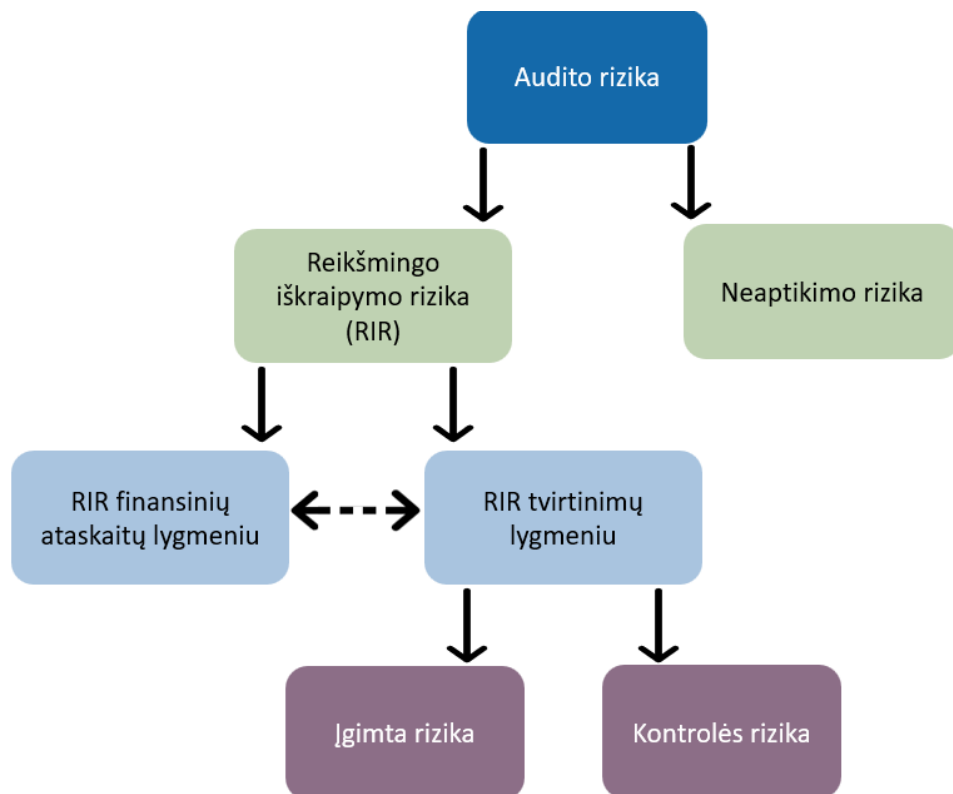 Audito rizika
Reikšmingo
iškraipymo rizika
(RIR)
Neaptikimo rizika
RIR finansinių
ataskaitų lygmeniu
RIR tvirtinimų
lygmeniu
Įgimta rizika
Kontrolės rizika